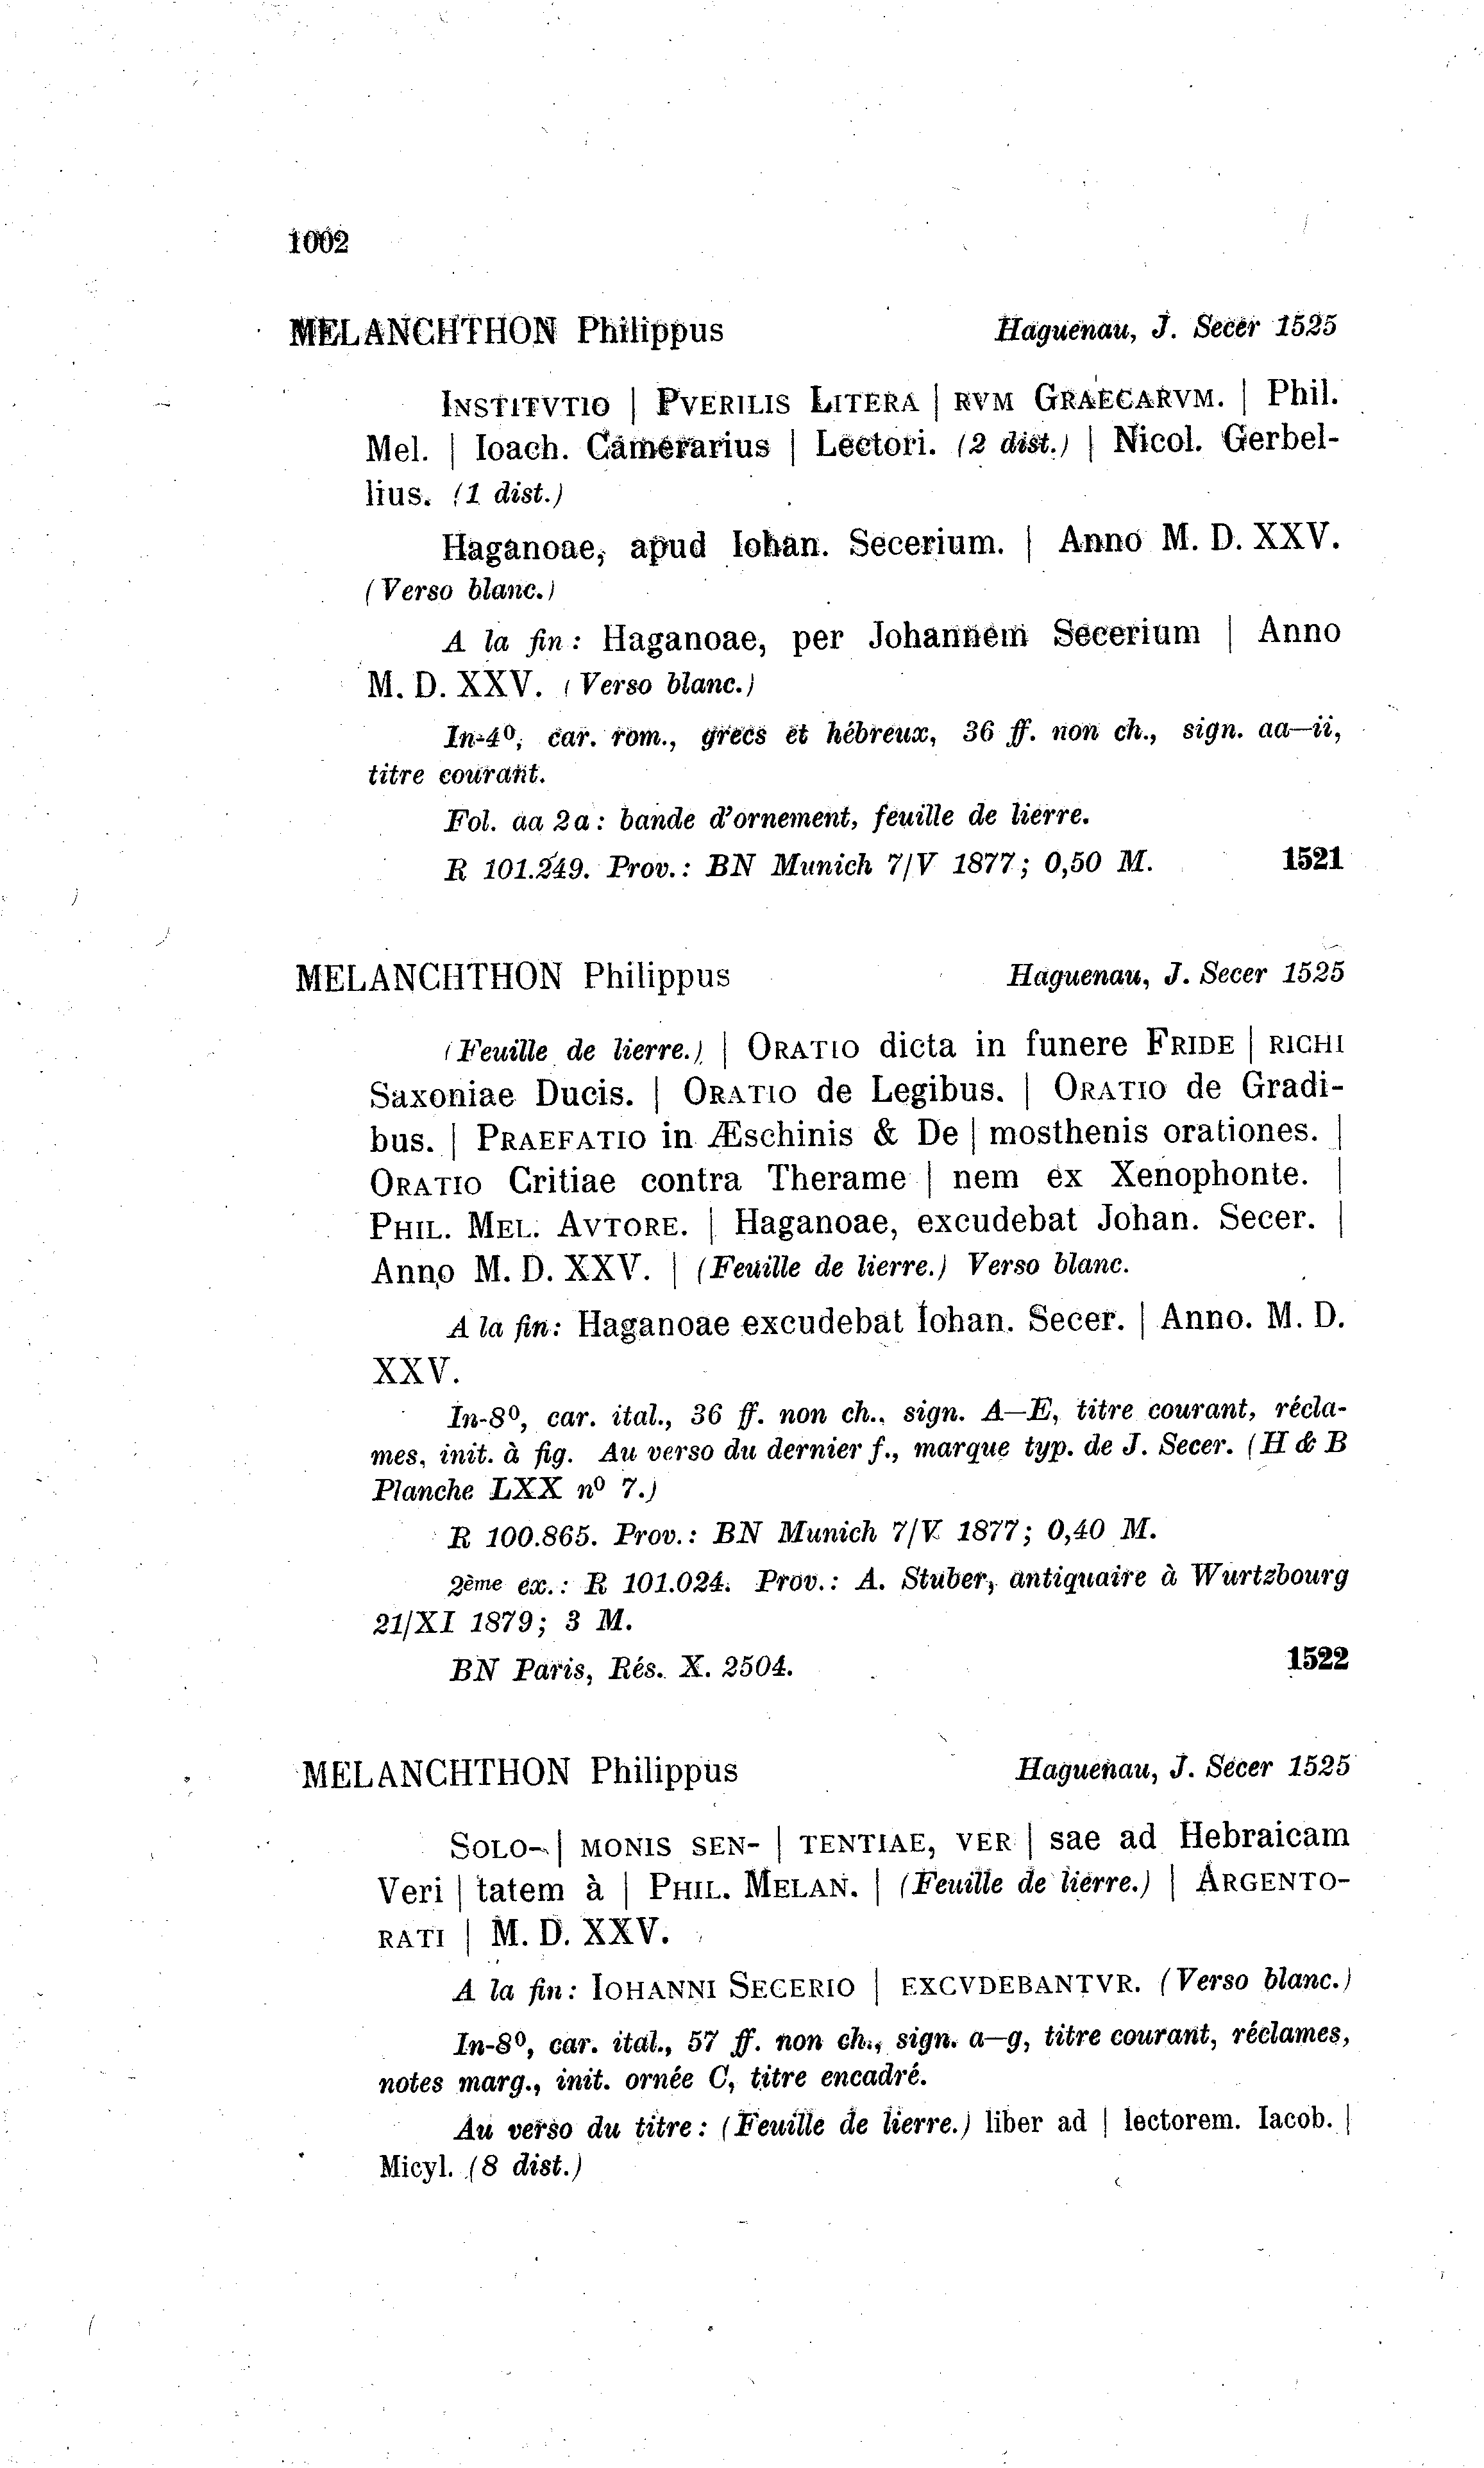 1002
MELANCHTHON Philippus Haguenau, J. Secer 1525
INSTITVTIO | PVERILIS LITERA | RVM GRAECARVM. | Phil.
Mel. | Ioach. Camerarius | Lectori. (2 dist.) | Nicol. Gerbel-
lius. (1 dist.)
Haganoae, apud Iohan. Secerium. | Anno M. D. XXV.
(Verso blanc.)
A la fin: Haganoae, per Johannem Secerium | Anno
M. D. XXV. (Verso blanc.)
In-4º, car. rom., grecs et hébreux, 36 ff. non ch., sign. aa—ii,
titre courant.
Fol. aa 2a: bande d'ornement, feuille de lierre.
R 101.249. Prov.: BN Munich 7/V 1877; 0,50 M. 1521
MELANCHTHON Philippus Haguenau, J. Secer 1525
(Feuille de lierre.) | ORATIO dicta in funere FRIDE | RICHI
Saxoniae Ducis. | ORATIO de Legibus. | ORATIO de Gradi-
bus. | PRAEFATIO in Æschinis & De | mosthenis orationes. |
ORATIO Critiae contra Therame | nem ex Xenophonte. |
PHIL. MEL. AVTORE. | Haganoae, excudebat Johan. Secer. |
Anno M. D. XXV. | (Feuille de lierre.) Verso blanc.
A la fin: Haganoae excudebat Iohan. Secer. | Anno. M. D.
XXV.
In-8º, car. ital., 36 ff. non ch., sign. A—E, titre courant, récla-
mes, init. à fig. Au verso du dernier f., marque typ. de J. Secer. (H & B
Planche LXX nº 7.)
R 100.865. Prov.: BN Munich 7/V 1877; 0,40 M.
2ème ex.: R 101.024. Prov.: A. Stuber, antiquaire à Wurtzbourg
21/XI 1879; 3 M.
BN Paris, Rés. X. 2504. 1522
MELANCHTHON Philippus Haguenau, J. Secer 1525
SOLO- | MONIS SEN- | TENTIAE, VER | sae ad Hebraicam
Veri | tatem à | PHIL. MELAN. | (Feuille de lierre.) | ARGENTO-
RATI | M. D. XXV.
A la fin: IOHANNI SECERIO | EXCVDEBANTVR. (Verso blanc.)
In-8º, car. ital., 57 ff. non ch., sign. a—g, titre courant, réclames,
notes marg., init. ornée C, titre encadré.
Au verso du titre: (Feuille de lierre.) liber ad | lectorem. Iacob. |
Micyl. (8 dist.)